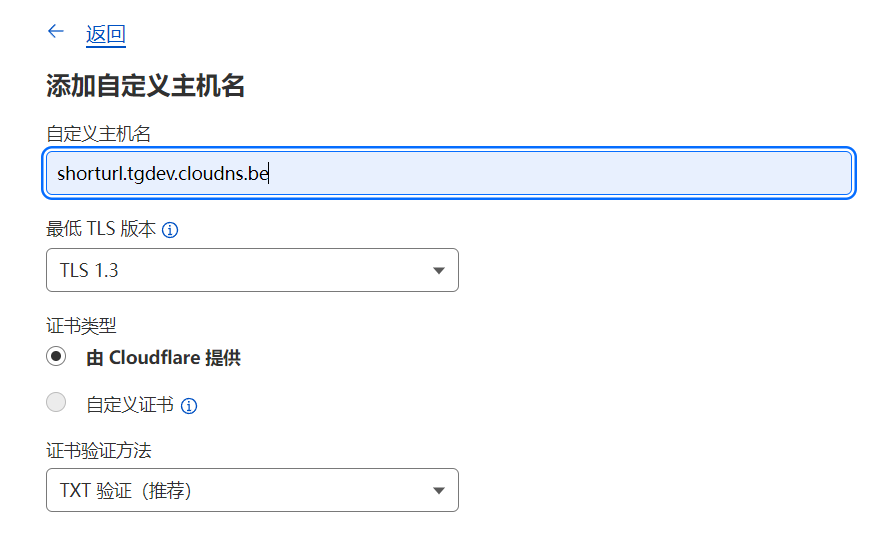 返回
添加自定义主机名
自定义主机名
shorturl.tgdev.cloudns.be
最低 TLS 版本
TLS 1.3
证书类型
由 Cloudflare 提供
自定义证书
证书验证方法
TXT 验证（推荐）